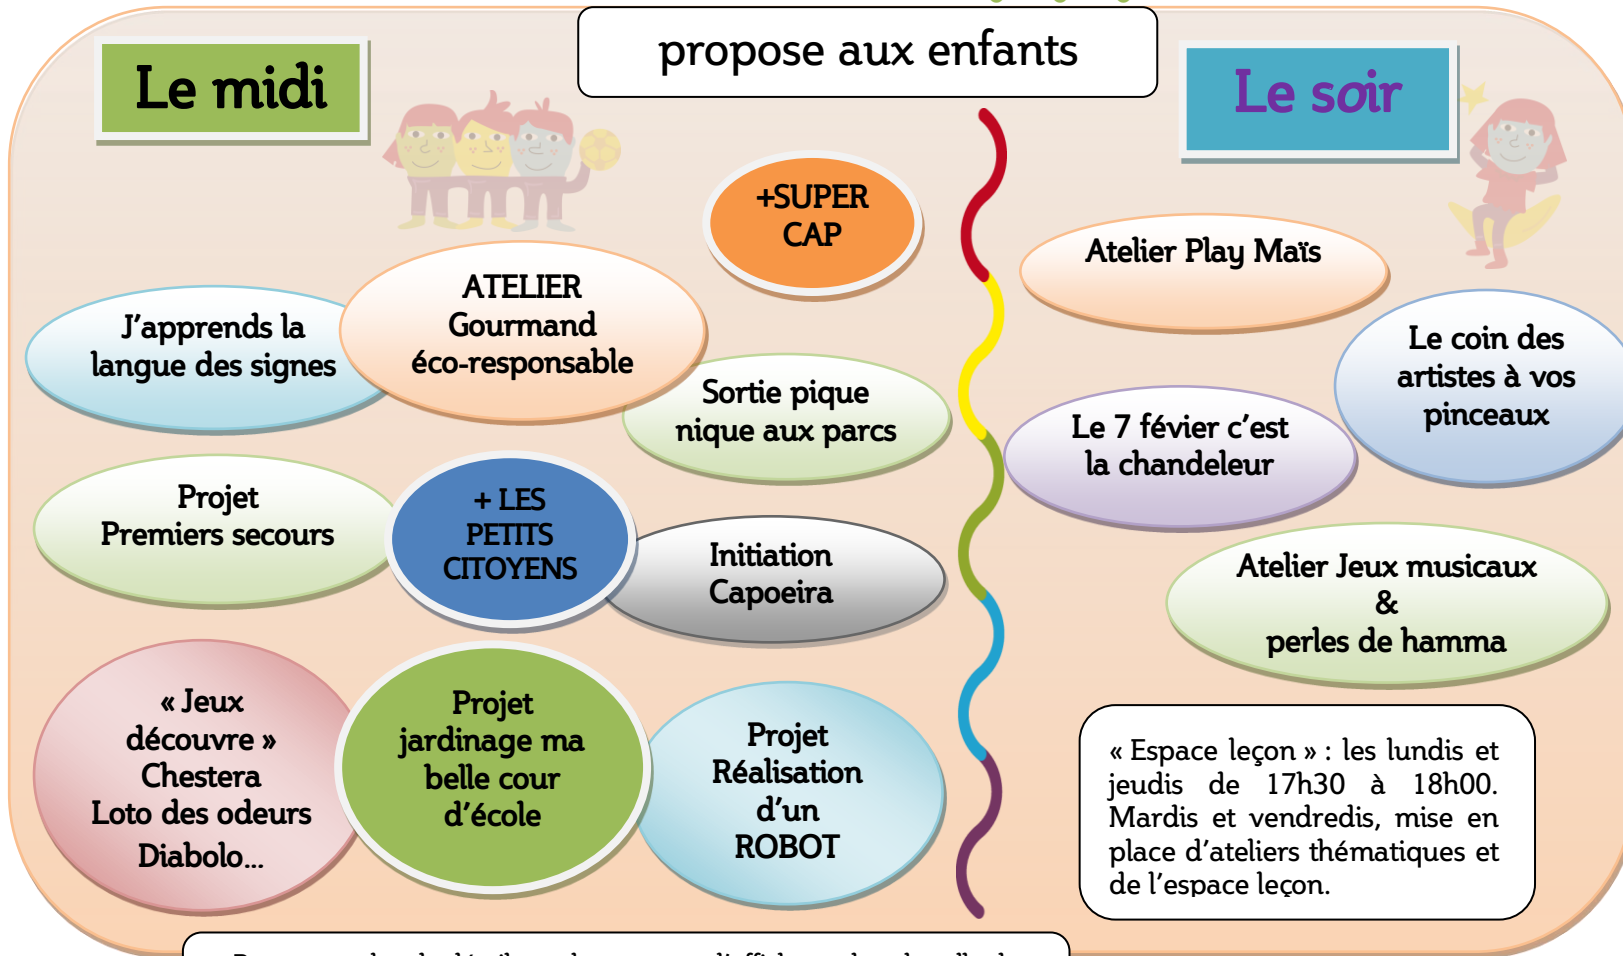 propose aux enfants
Le midi
Le soir
+SUPER
CAP
ATELIER
Gourmand
éco-responsable
J'apprends la
langue des signes
Sortie pique
nique aux parcs
Projet
Premiers secours
+ LES
PETITS
CITOYENS
Initiation
Capoeira
« Jeux
découvre »
Chestera
Loto des odeurs
Diabolo...
Projet
jardinage ma
belle cour
d'école
Projet
Réalisation
d'un
ROBOT
Atelier Play Maïs
Le coin des
artistes à vos
pinceaux
Le 7 févier c'est
la chandeleur
Atelier Jeux musicaux
&
perles de hamma
« Espace leçon » : les lundis et
jeudis de 17h30 à 18h00.
Mardis et vendredis, mise en
place d'ateliers thématiques et
de l'espace leçon.